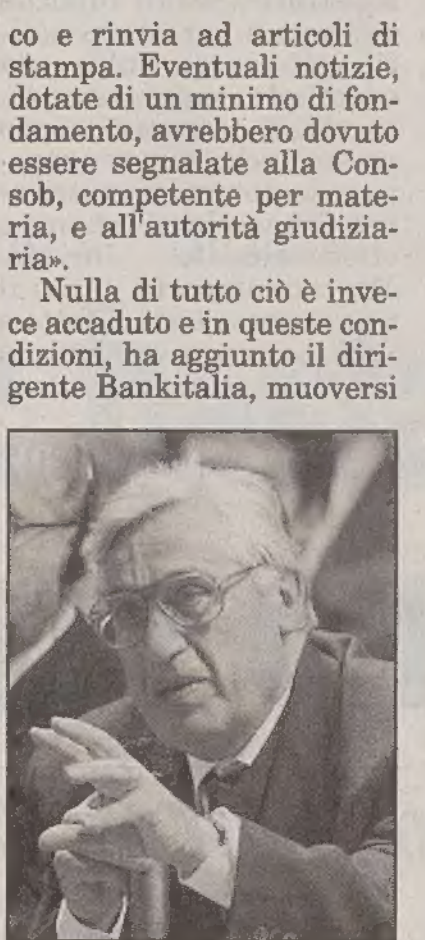 co e rinvia ad articoli di
stampa. Eventuali notizie,
dotate di un minimo di fon-
damento, avrebbero dovuto
essere segnalate alla Con-
sob, competente per mate-
ria, e all'autorità giudizia-
ria».
Nulla di tutto ciò è inve-
ce accaduto e in queste con-
dizioni, ha aggiunto il diri-
gente Bankitalia, muoversi